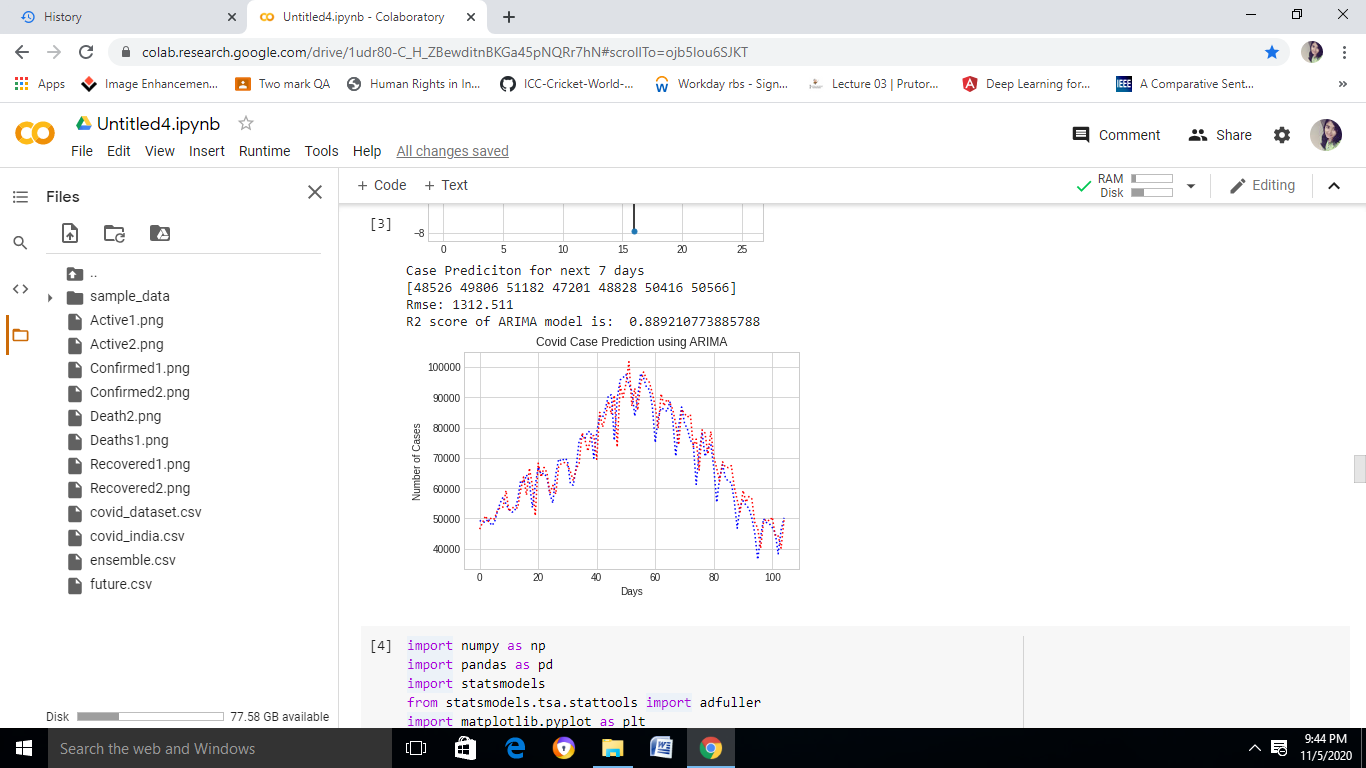 History
Untitled4.ipynb - Colaboratory
colab.research.google.com/drive/1udr80-C_H_ZBewditnBKGa45pNQRr7hN#scrollTo=ojb5Iou6SJKT
Apps Image Enhancemen... Two mark QA Human Rights in In... ICC-Cricket-World-... Workday rbs - Sign... Lecture 03 | Prutor... Deep Learning for... IEEE A Comparative Sent... »
CO Untitled4.ipynb
File Edit View Insert Runtime Tools Help All changes saved
Comment Share
Files
+ Code + Text
RAM
Disk
Editing
..
sample_data
Active1.png
Active2.png
Confirmed1.png
Confirmed2.png
Death2.png
Deaths1.png
Recovered1.png
Recovered2.png
covid_dataset.csv
covid_india.csv
ensemble.csv
future.csv
Disk 77.58 GB available
[3]
−8
0 5 10 15 20 25
Case Prediciton for next 7 days
[48526 49806 51182 47201 48828 50416 50566]
Rmse: 1312.511
R2 score of ARIMA model is:  0.889210773885788
Covid Case Prediction using ARIMA
100000
90000
80000
70000
60000
50000
40000
Number of Cases
0 20 40 60 80 100
Days
[4]
import numpy as np
import pandas as pd
import statsmodels
from statsmodels.tsa.stattools import adfuller
import matplotlib.pyplot as plt
Search the web and Windows
9:44 PM
11/5/2020